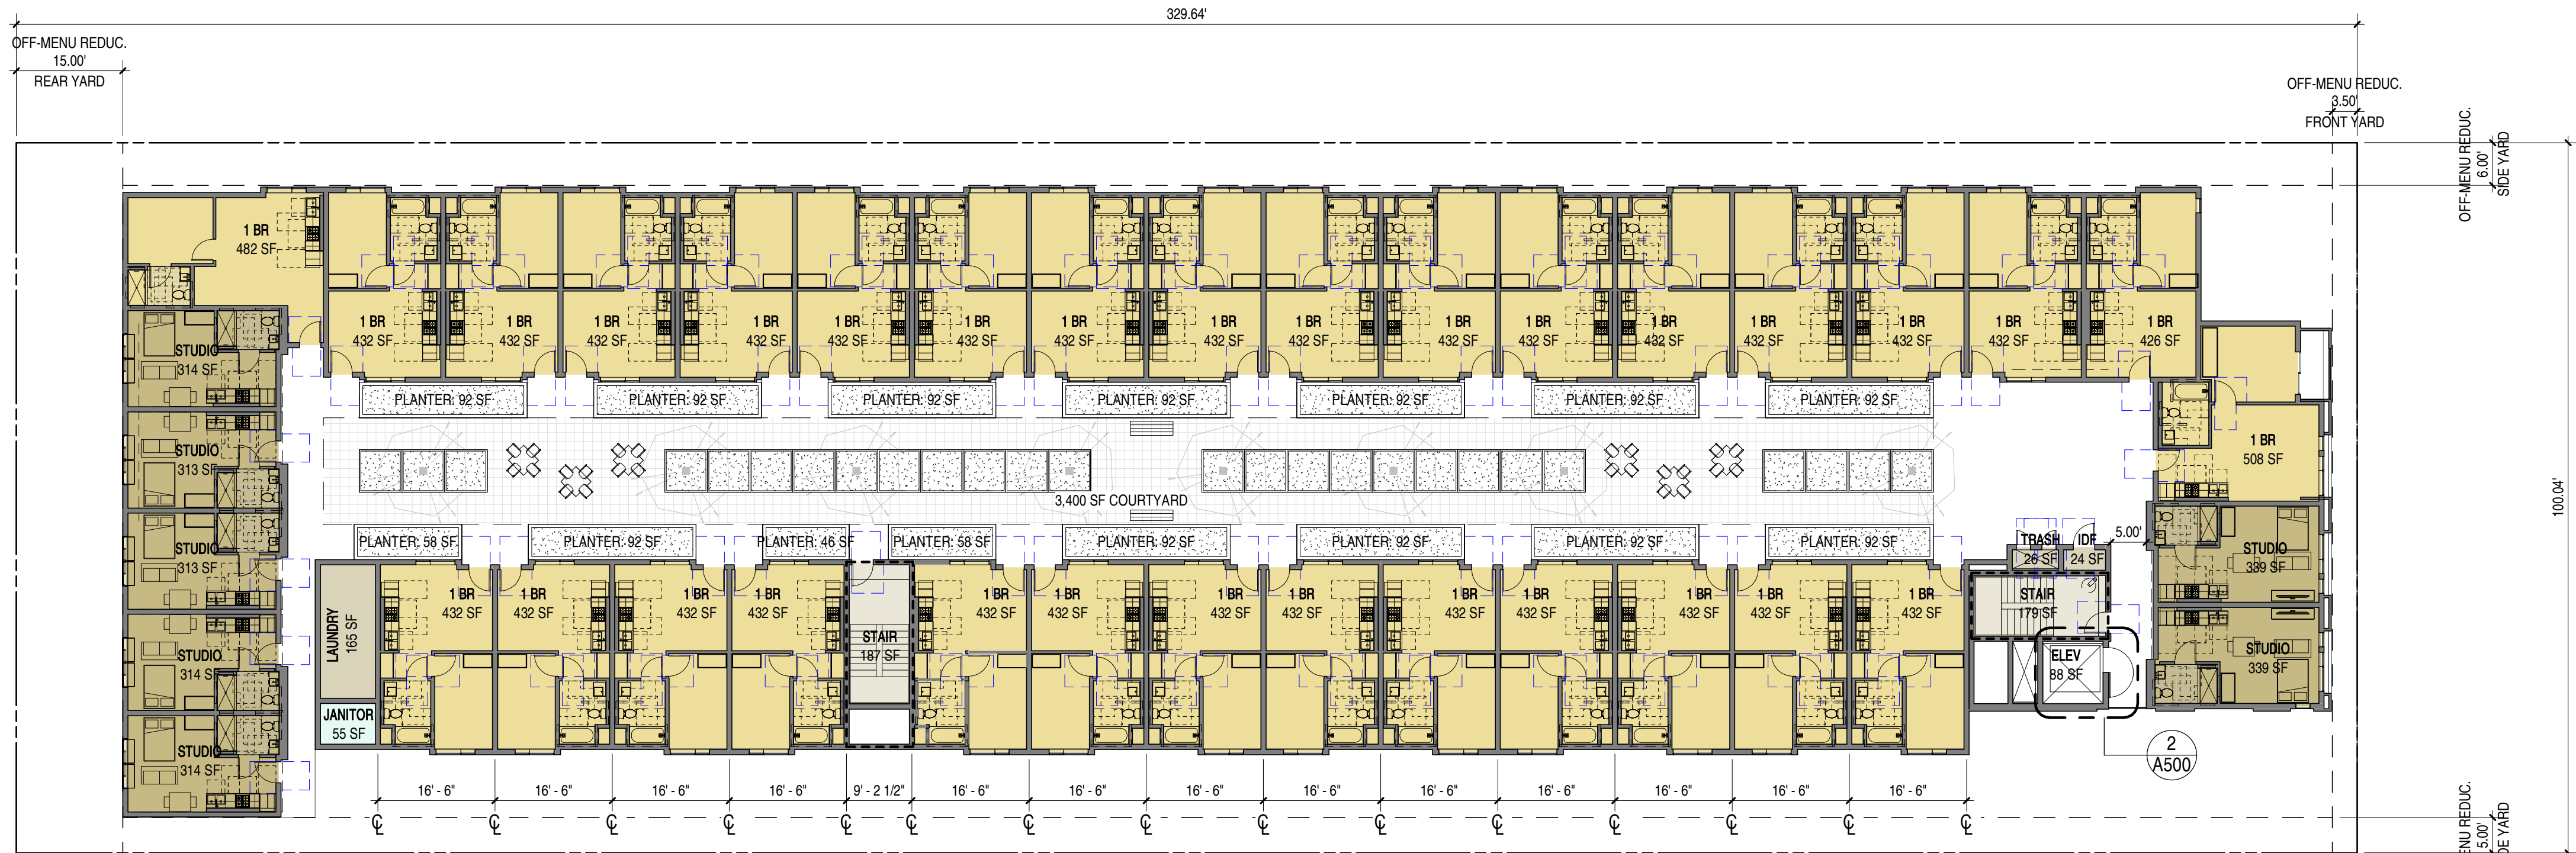 329.64'
OFF-MENU REDUC.
15.00'
REAR YARD
OFF-MENU REDUC.
3.50'
FRONT YARD
OFF-MENU REDUC.
6.00'
SIDE YARD
100.04'
1 BR
482 SF
1 BR
432 SF
1 BR
432 SF
1 BR
432 SF
1 BR
432 SF
1 BR
432 SF
1 BR
432 SF
1 BR
432 SF
1 BR
432 SF
1 BR
432 SF
1 BR
432 SF
1 BR
432 SF
1 BR
432 SF
1 BR
432 SF
1 BR
432 SF
1 BR
432 SF
1 BR
426 SF
STUDIO
314 SF
STUDIO
313 SF
STUDIO
313 SF
STUDIO
314 SF
STUDIO
314 SF
PLANTER: 92 SF
PLANTER: 92 SF
PLANTER: 92 SF
PLANTER: 92 SF
PLANTER: 92 SF
PLANTER: 92 SF
PLANTER: 92 SF
3,400 SF COURTYARD
PLANTER: 58 SF
PLANTER: 92 SF
PLANTER: 46 SF
PLANTER: 58 SF
PLANTER: 92 SF
PLANTER: 92 SF
PLANTER: 92 SF
PLANTER: 92 SF
1 BR
508 SF
STUDIO
339 SF
STUDIO
339 SF
TRASH
26 SF
IDF
24 SF
5.00'
STAIR
179 SF
ELEV
88 SF
LAUNDRY
165 SF
JANITOR
55 SF
1 BR
432 SF
1 BR
432 SF
1 BR
432 SF
1 BR
432 SF
STAIR
187 SF
1 BR
432 SF
1 BR
432 SF
1 BR
432 SF
1 BR
432 SF
1 BR
432 SF
1 BR
432 SF
1 BR
432 SF
1 BR
432 SF
1 BR
432 SF
2
A500
16' - 6"
16' - 6"
16' - 6"
16' - 6"
9' - 2 1/2"
16' - 6"
16' - 6"
16' - 6"
16' - 6"
16' - 6"
16' - 6"
16' - 6"
16' - 6"
16' - 6"
ENU REDUC.
5.00'
DE YARD